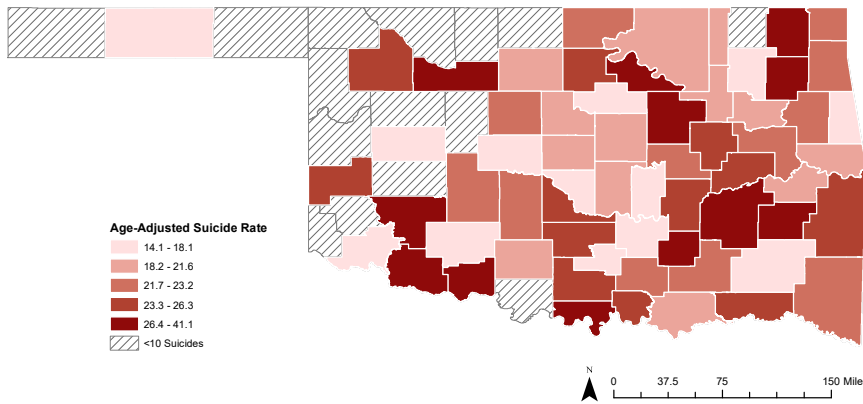 Age-Adjusted Suicide Rate
14.1 - 18.1
18.2 - 21.6
21.7 - 23.2
23.3 - 26.3
26.4 - 41.1
<10 Suicides
N
0 37.5 75 150 Mile